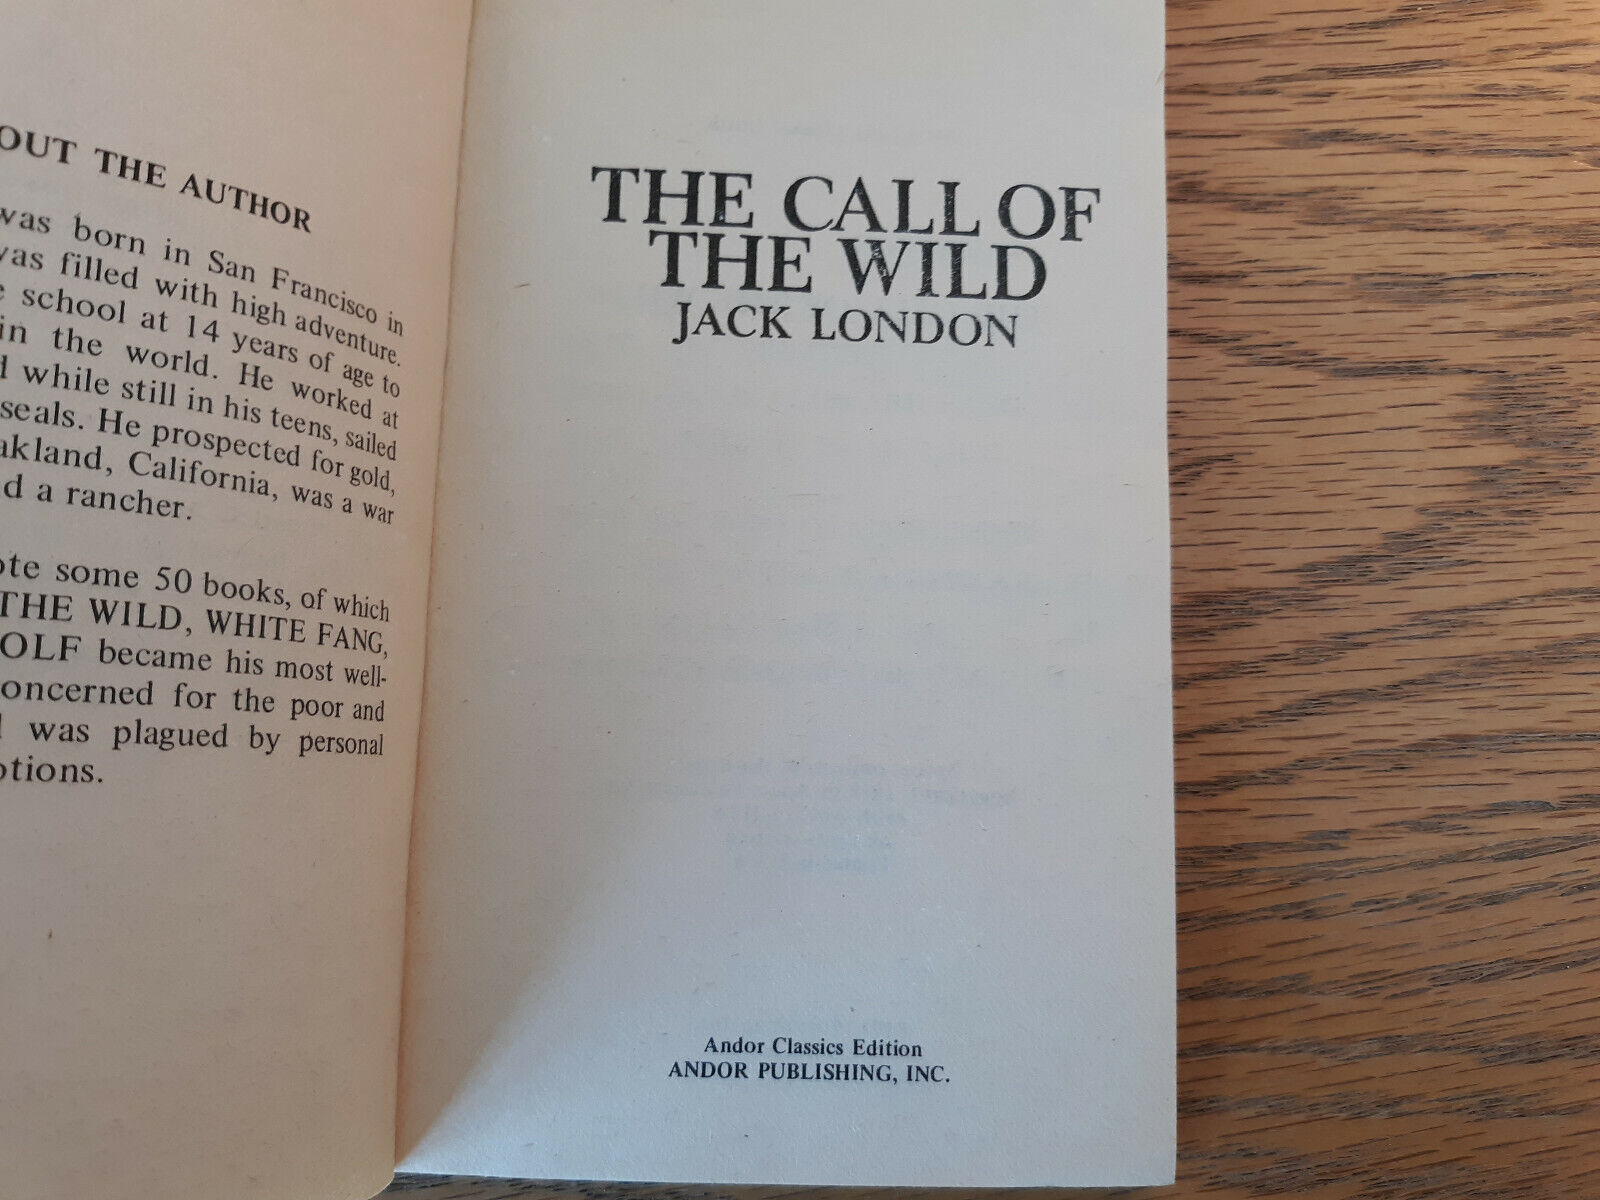 OUT THE AUTHOR
was born in San Francisco in
was filled with high adventure.
school at 14 years of age to
in the world. He worked at
while still in his teens, sailed
seals. He prospected for gold,
akland, California, was a war
d a rancher.
ote some 50 books, of which
THE WILD, WHITE FANG,
OLF became his most well-
oncerned for the poor and
was plagued by personal
otions.
THE CALL OF
THE WILD
JACK LONDON
Andor Classics Edition
ANDOR PUBLISHING, INC.